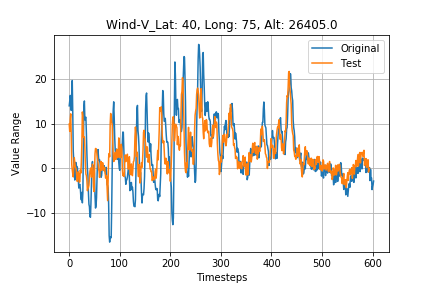 Wind-V_Lat: 40, Long: 75, Alt: 26405.0
Original
Test
Value Range
20
10
0
−10
0 100 200 300 400 500 600
Timesteps